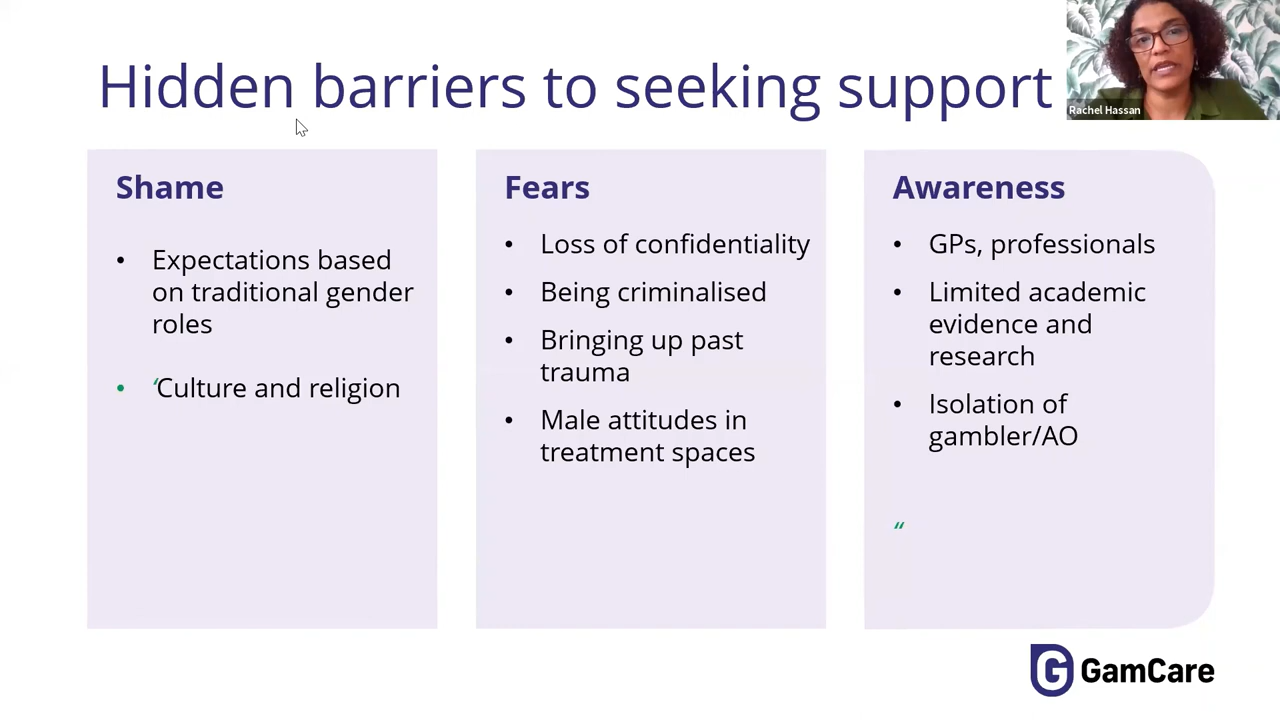 Hidden barriers to seeking support
Rachel Hassan
Shame
• Expectations based
on traditional gender
roles
• ‘Culture and religion
Fears
• Loss of confidentiality
• Being criminalised
• Bringing up past
trauma
• Male attitudes in
treatment spaces
Awareness
• GPs, professionals
• Limited academic
evidence and
research
• Isolation of
gambler/AO
“
GamCare